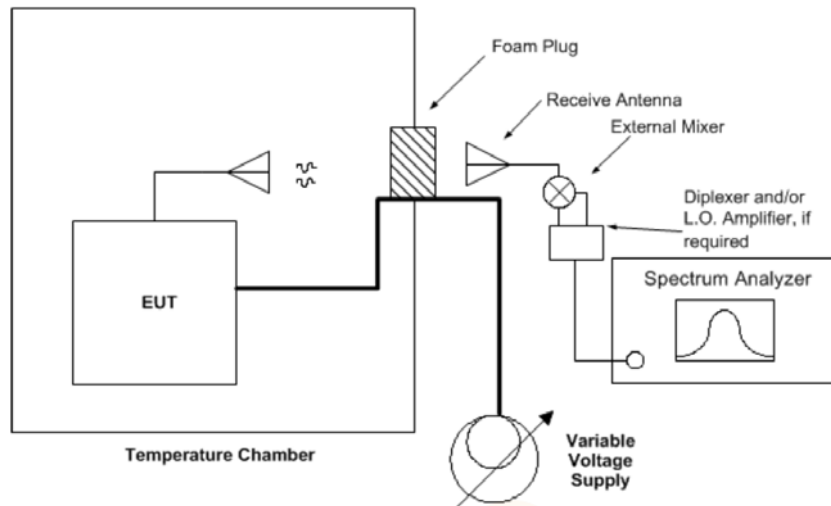 Foam Plug
Receive Antenna
External Mixer
Diplexer and/or
L.O. Amplifier, if
required
Spectrum Analyzer
EUT
Temperature Chamber
Variable
Voltage
Supply